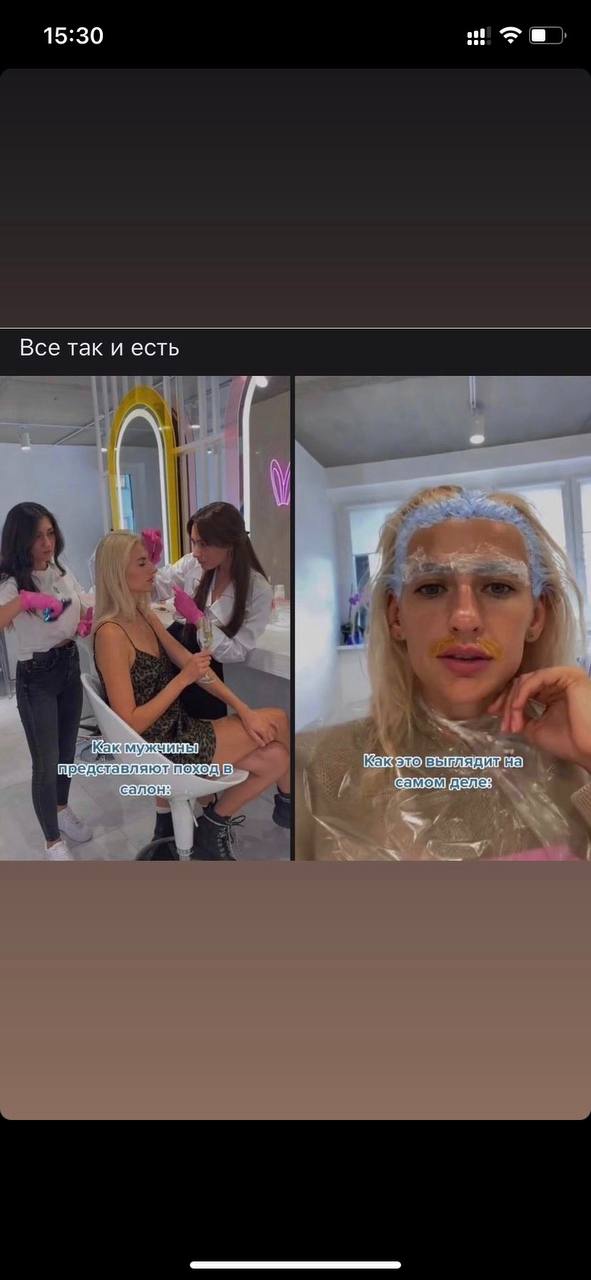 15:30
Все так и есть
Как мужчины
представляют поход в
салон:
Как это выглядит на
самом деле: